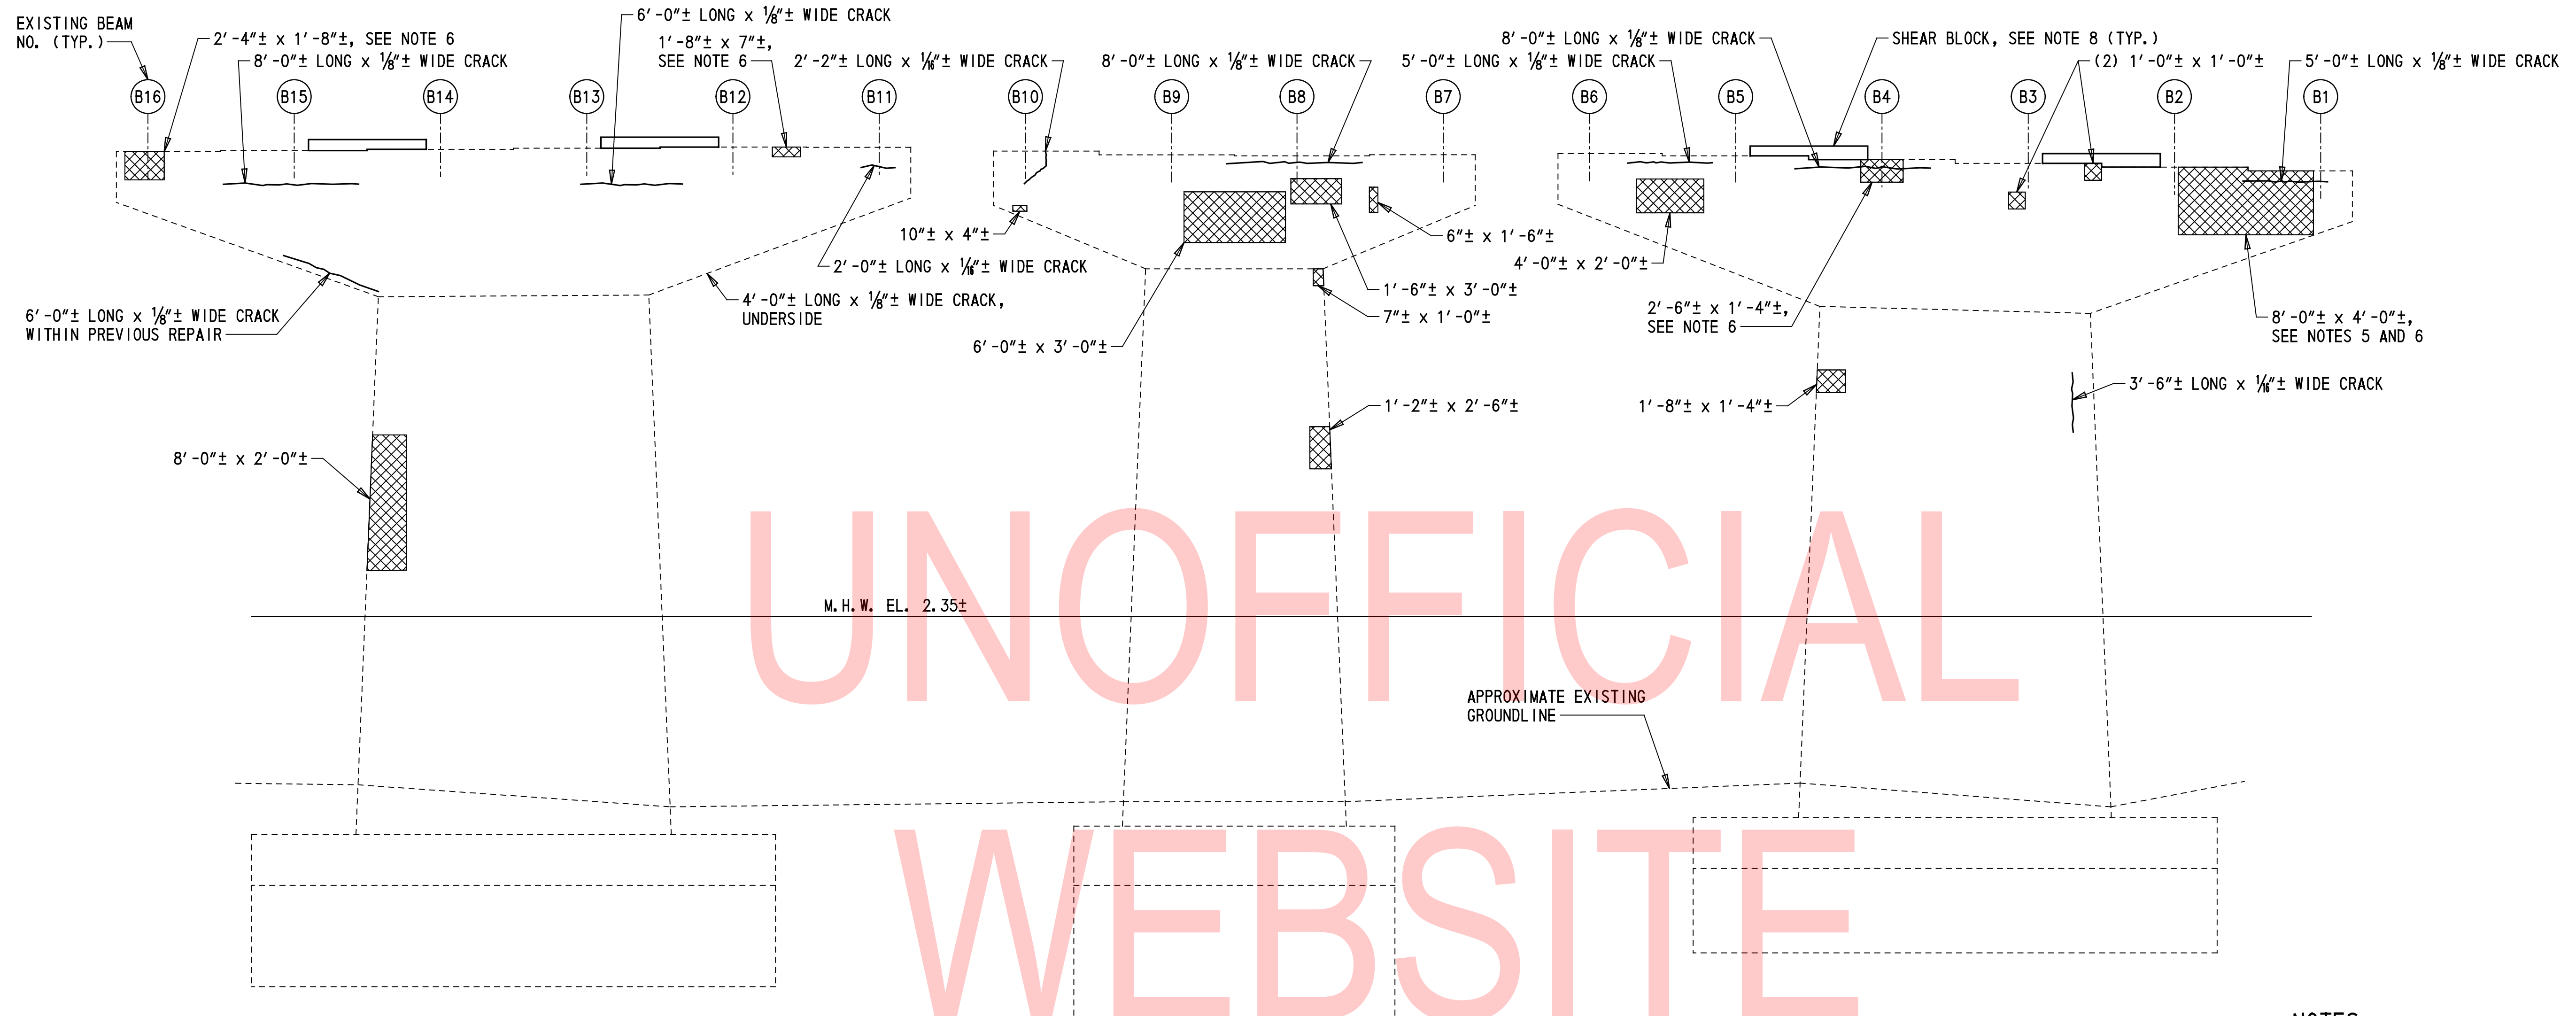 EXISTING BEAM
NO. (TYP.)
2'-4"± x 1'-8"±, SEE NOTE 6
8'-0"± LONG x 1/8"± WIDE CRACK
6'-0"± LONG x 1/8"± WIDE CRACK
1'-8"± x 7"±,
SEE NOTE 6
2'-2"± LONG x 1/16"± WIDE CRACK
8'-0"± LONG x 1/8"± WIDE CRACK
8'-0"± LONG x 1/8"± WIDE CRACK
5'-0"± LONG x 1/8"± WIDE CRACK
SHEAR BLOCK, SEE NOTE 8 (TYP.)
(2) 1'-0"± x 1'-0"±
5'-0"± LONG x 1/8"± WIDE CRACK
B16
B15
B14
B13
B12
B11
B10
B9
B8
B7
B6
B5
B4
B3
B2
B1
10"± x 4"±
6"± x 1'-6"±
2'-0"± LONG x 1/16"± WIDE CRACK
4'-0"± x 2'-0"±
4'-0"± LONG x 1/8"± WIDE CRACK,
UNDERSIDE
1'-6"± x 3'-0"±
7"± x 1'-0"±
6'-0"± LONG x 1/8"± WIDE CRACK
WITHIN PREVIOUS REPAIR
2'-6"± x 1'-4"±,
SEE NOTE 6
8'-0"± x 4'-0"±,
SEE NOTES 5 AND 6
6'-0"± x 3'-0"±
3'-6"± LONG x 1/16"± WIDE CRACK
1'-2"± x 2'-6"±
1'-8"± x 1'-4"±
8'-0"± x 2'-0"±
M.H.W. EL. 2.35±
UNOFFICIAL
APPROXIMATE EXISTING
GROUNDLINE
WEBSITE
NOTES